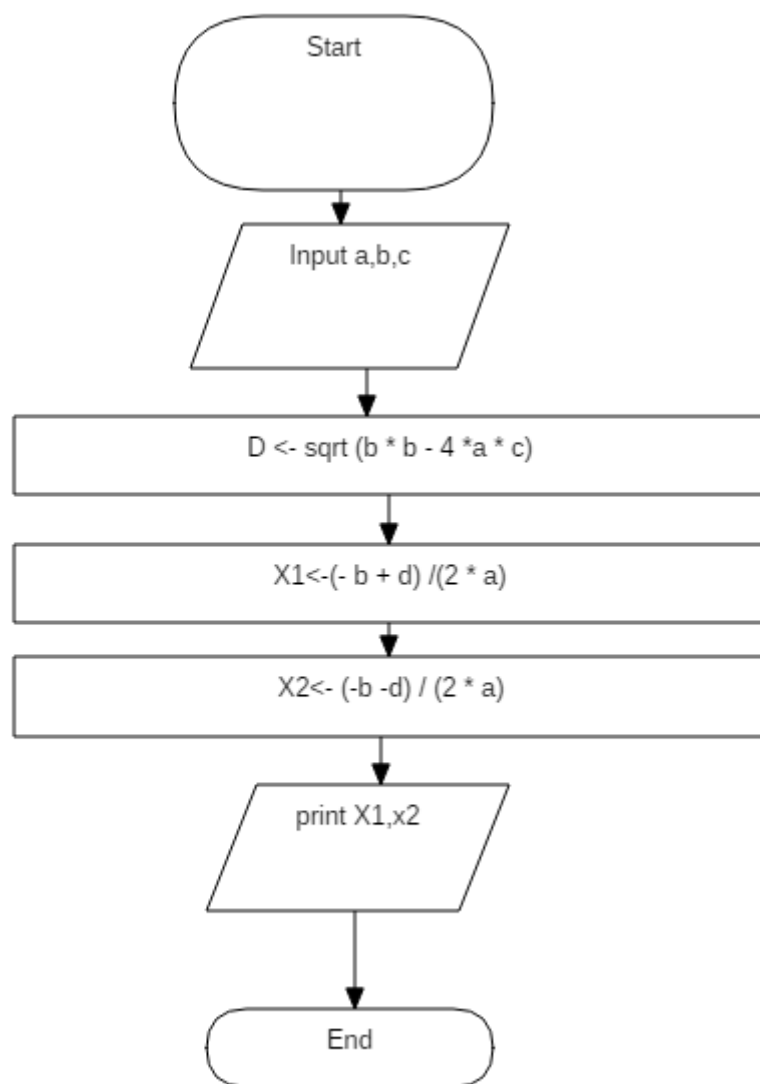 Start
Input a,b,c
D <- sqrt (b * b - 4 *a * c)
X1<-(- b + d) /(2 * a)
X2<- (-b -d) / (2 * a)
print X1,x2
End